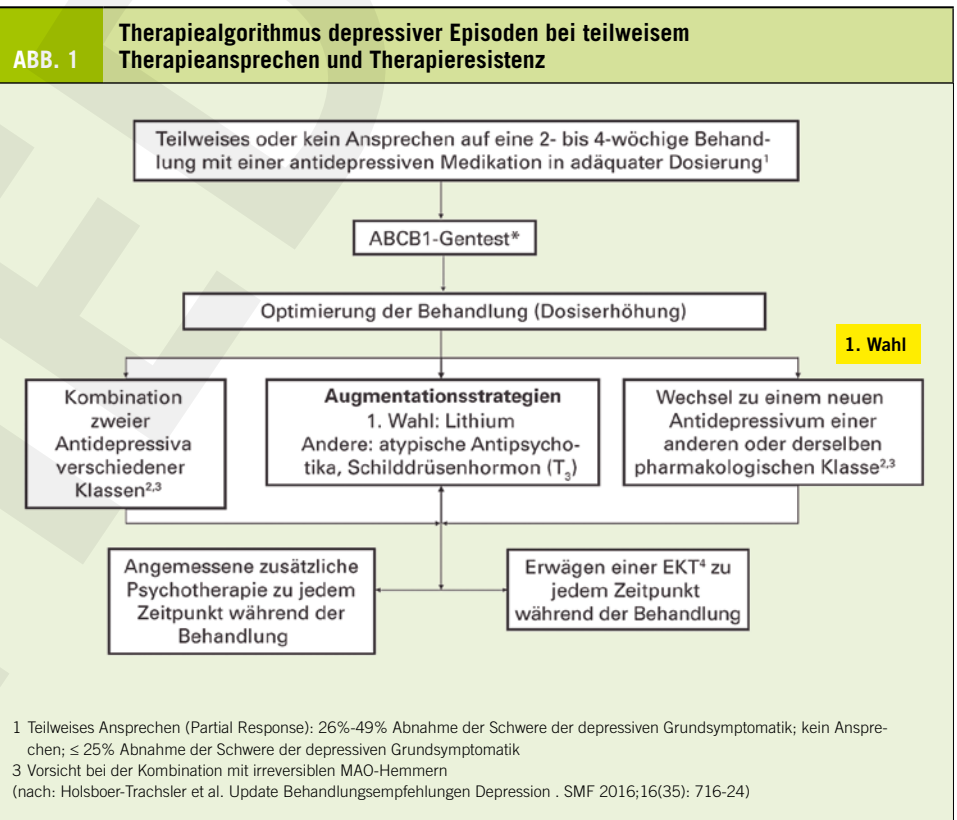 ABB. 1
Therapiealgorithmus depressiver Episoden bei teilweisem
Therapieansprechen und Therapieresistenz
Teilweises oder kein Ansprechen auf eine 2- bis 4-wöchige Behand-
lung mit einer antidepressiven Medikation in adäquater Dosierung¹
ABCB1-Gentest*
Optimierung der Behandlung (Dosiserhöhung)
1. Wahl
Kombination
zweier
Antidepressiva
verschiedener
Klassen²,³
Augmentationsstrategien
1. Wahl: Lithium
Andere: atypische Antipsycho-
tika, Schilddrüsenhormon (T₃)
Wechsel zu einem neuen
Antidepressivum einer
anderen oder derselben
pharmakologischen Klasse²,³
Angemessene zusätzliche
Psychotherapie zu jedem
Zeitpunkt während der
Behandlung
Erwägen einer EKT⁴ zu
jedem Zeitpunkt
während der Behandlung
1 Teilweises Ansprechen (Partial Response): 26%-49% Abnahme der Schwere der depressiven Grundsymptomatik; kein Anspre-
chen; ≤ 25% Abnahme der Schwere der depressiven Grundsymptomatik
3 Vorsicht bei der Kombination mit irreversiblen MAO-Hemmern
(nach: Holsboer-Trachsler et al. Update Behandlungsempfehlungen Depression . SMF 2016;16(35): 716-24)